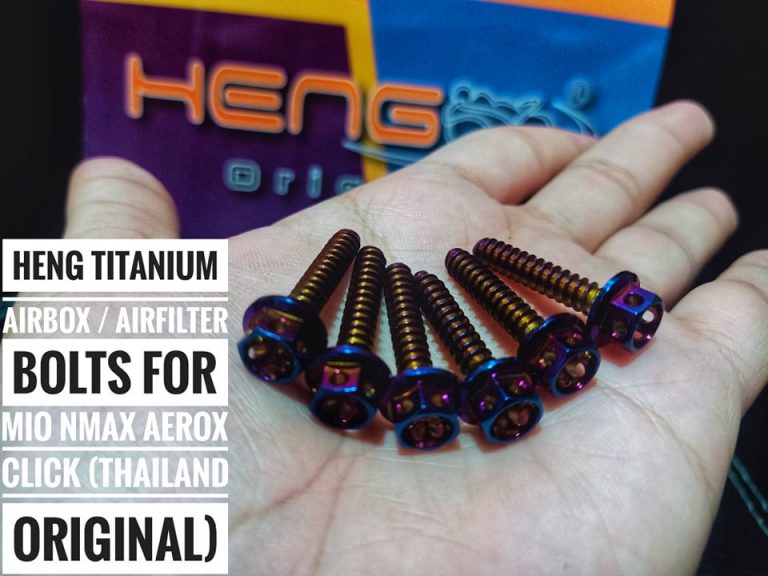 HENG
®
HENG TITANIUM
AIRBOX / AIRFILTER
BOLTS FOR
MIO NMAX AEROX
CLICK (THAILAND
ORIGINAL)